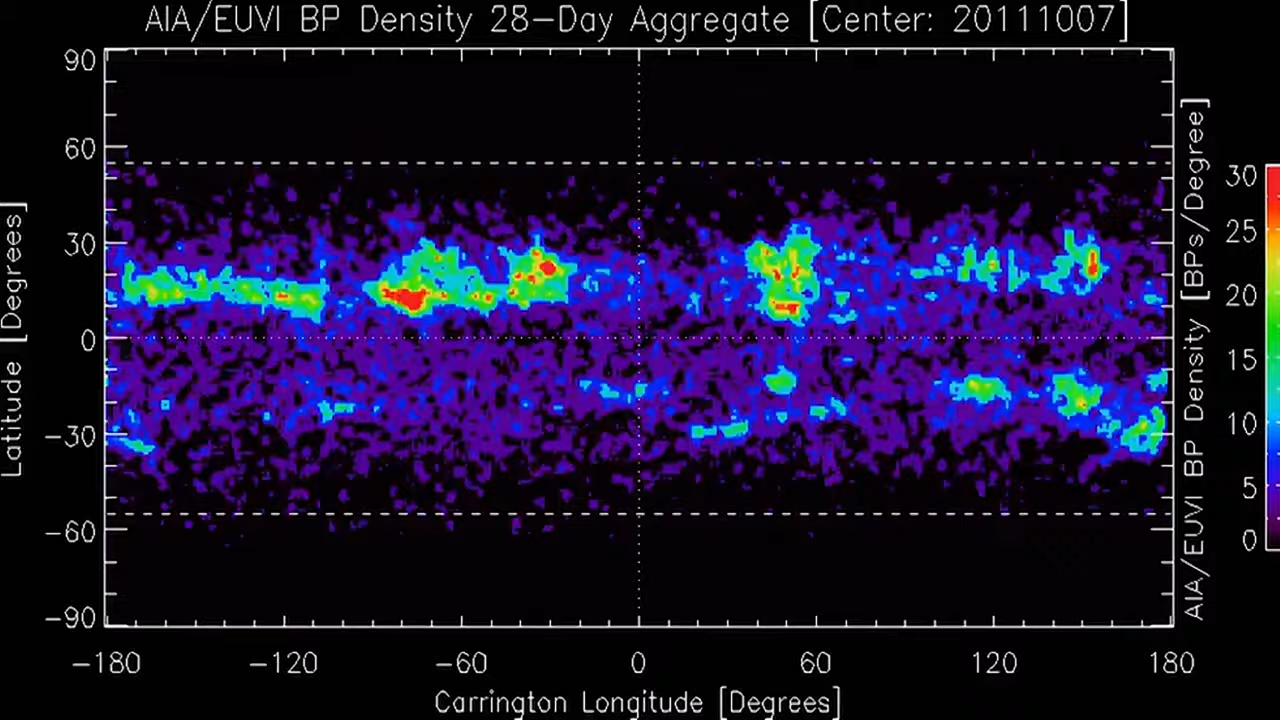 AIA/EUVI BP Density 28-Day Aggregate [Center: 20111007]
90
60
30
0
-30
-60
-90
Latitude [Degrees]
-180 -120 -60 0 60 120 180
Carrington Longitude [Degrees]
AIA/EUVI BP Density [BPs/Degree]
30
25
20
15
10
5
0